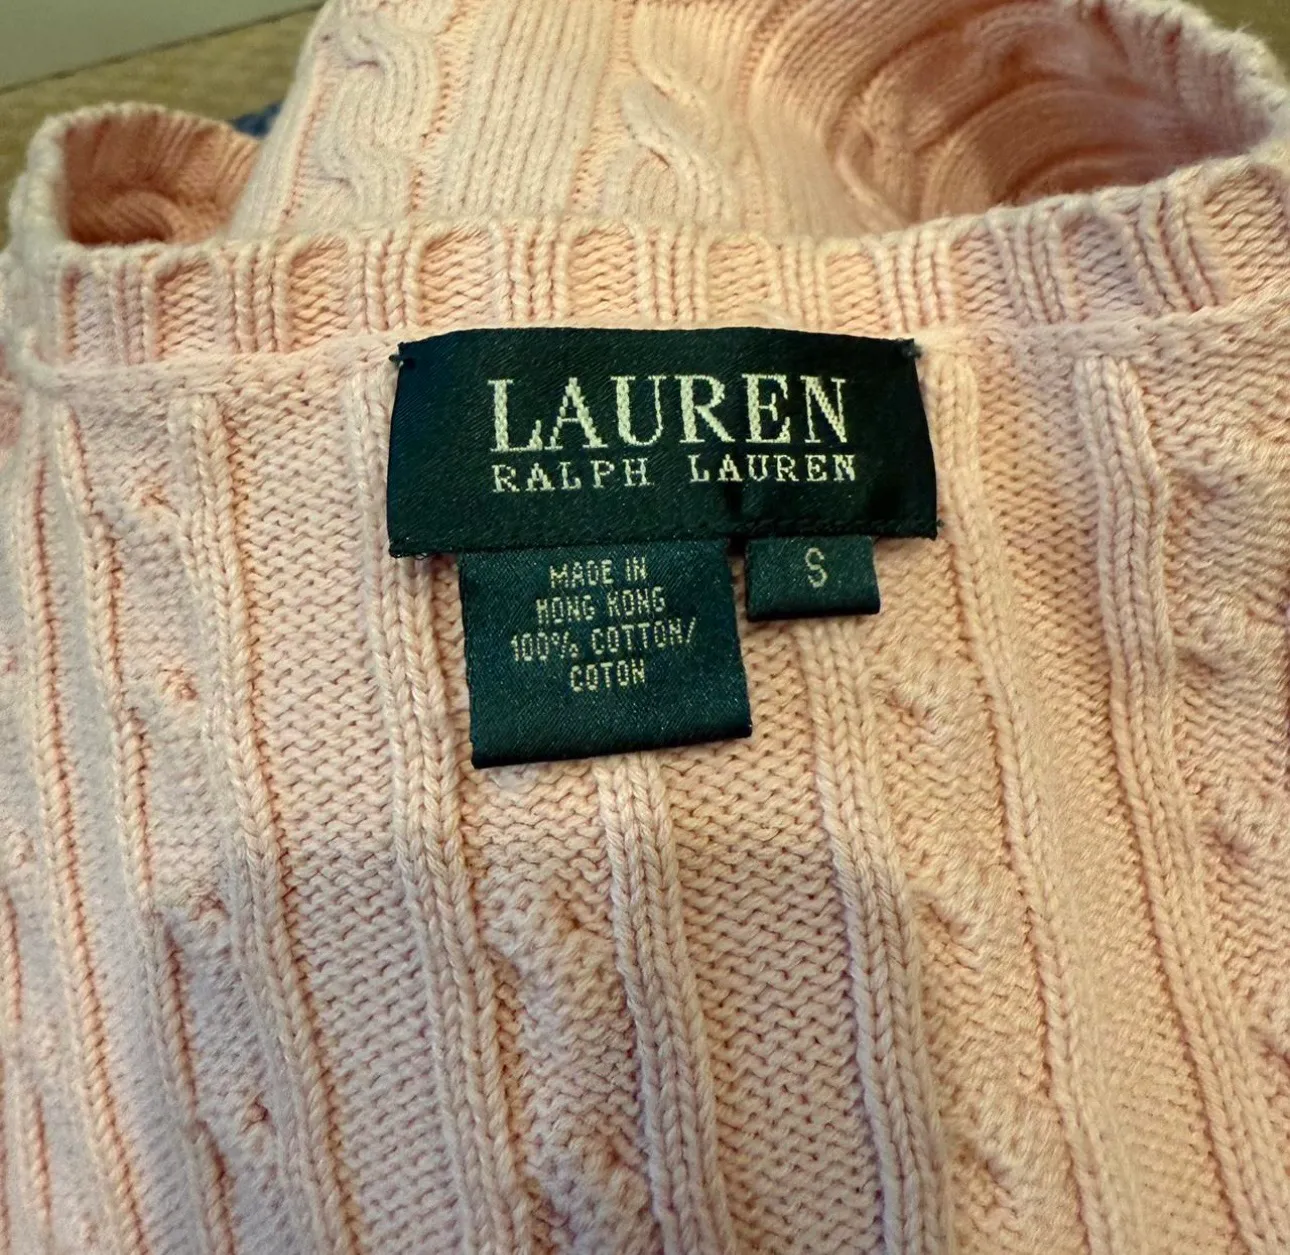 LAUREN
RALPH LAUREN
MADE IN
HONG KONG
100% COTTON/
COTON
S